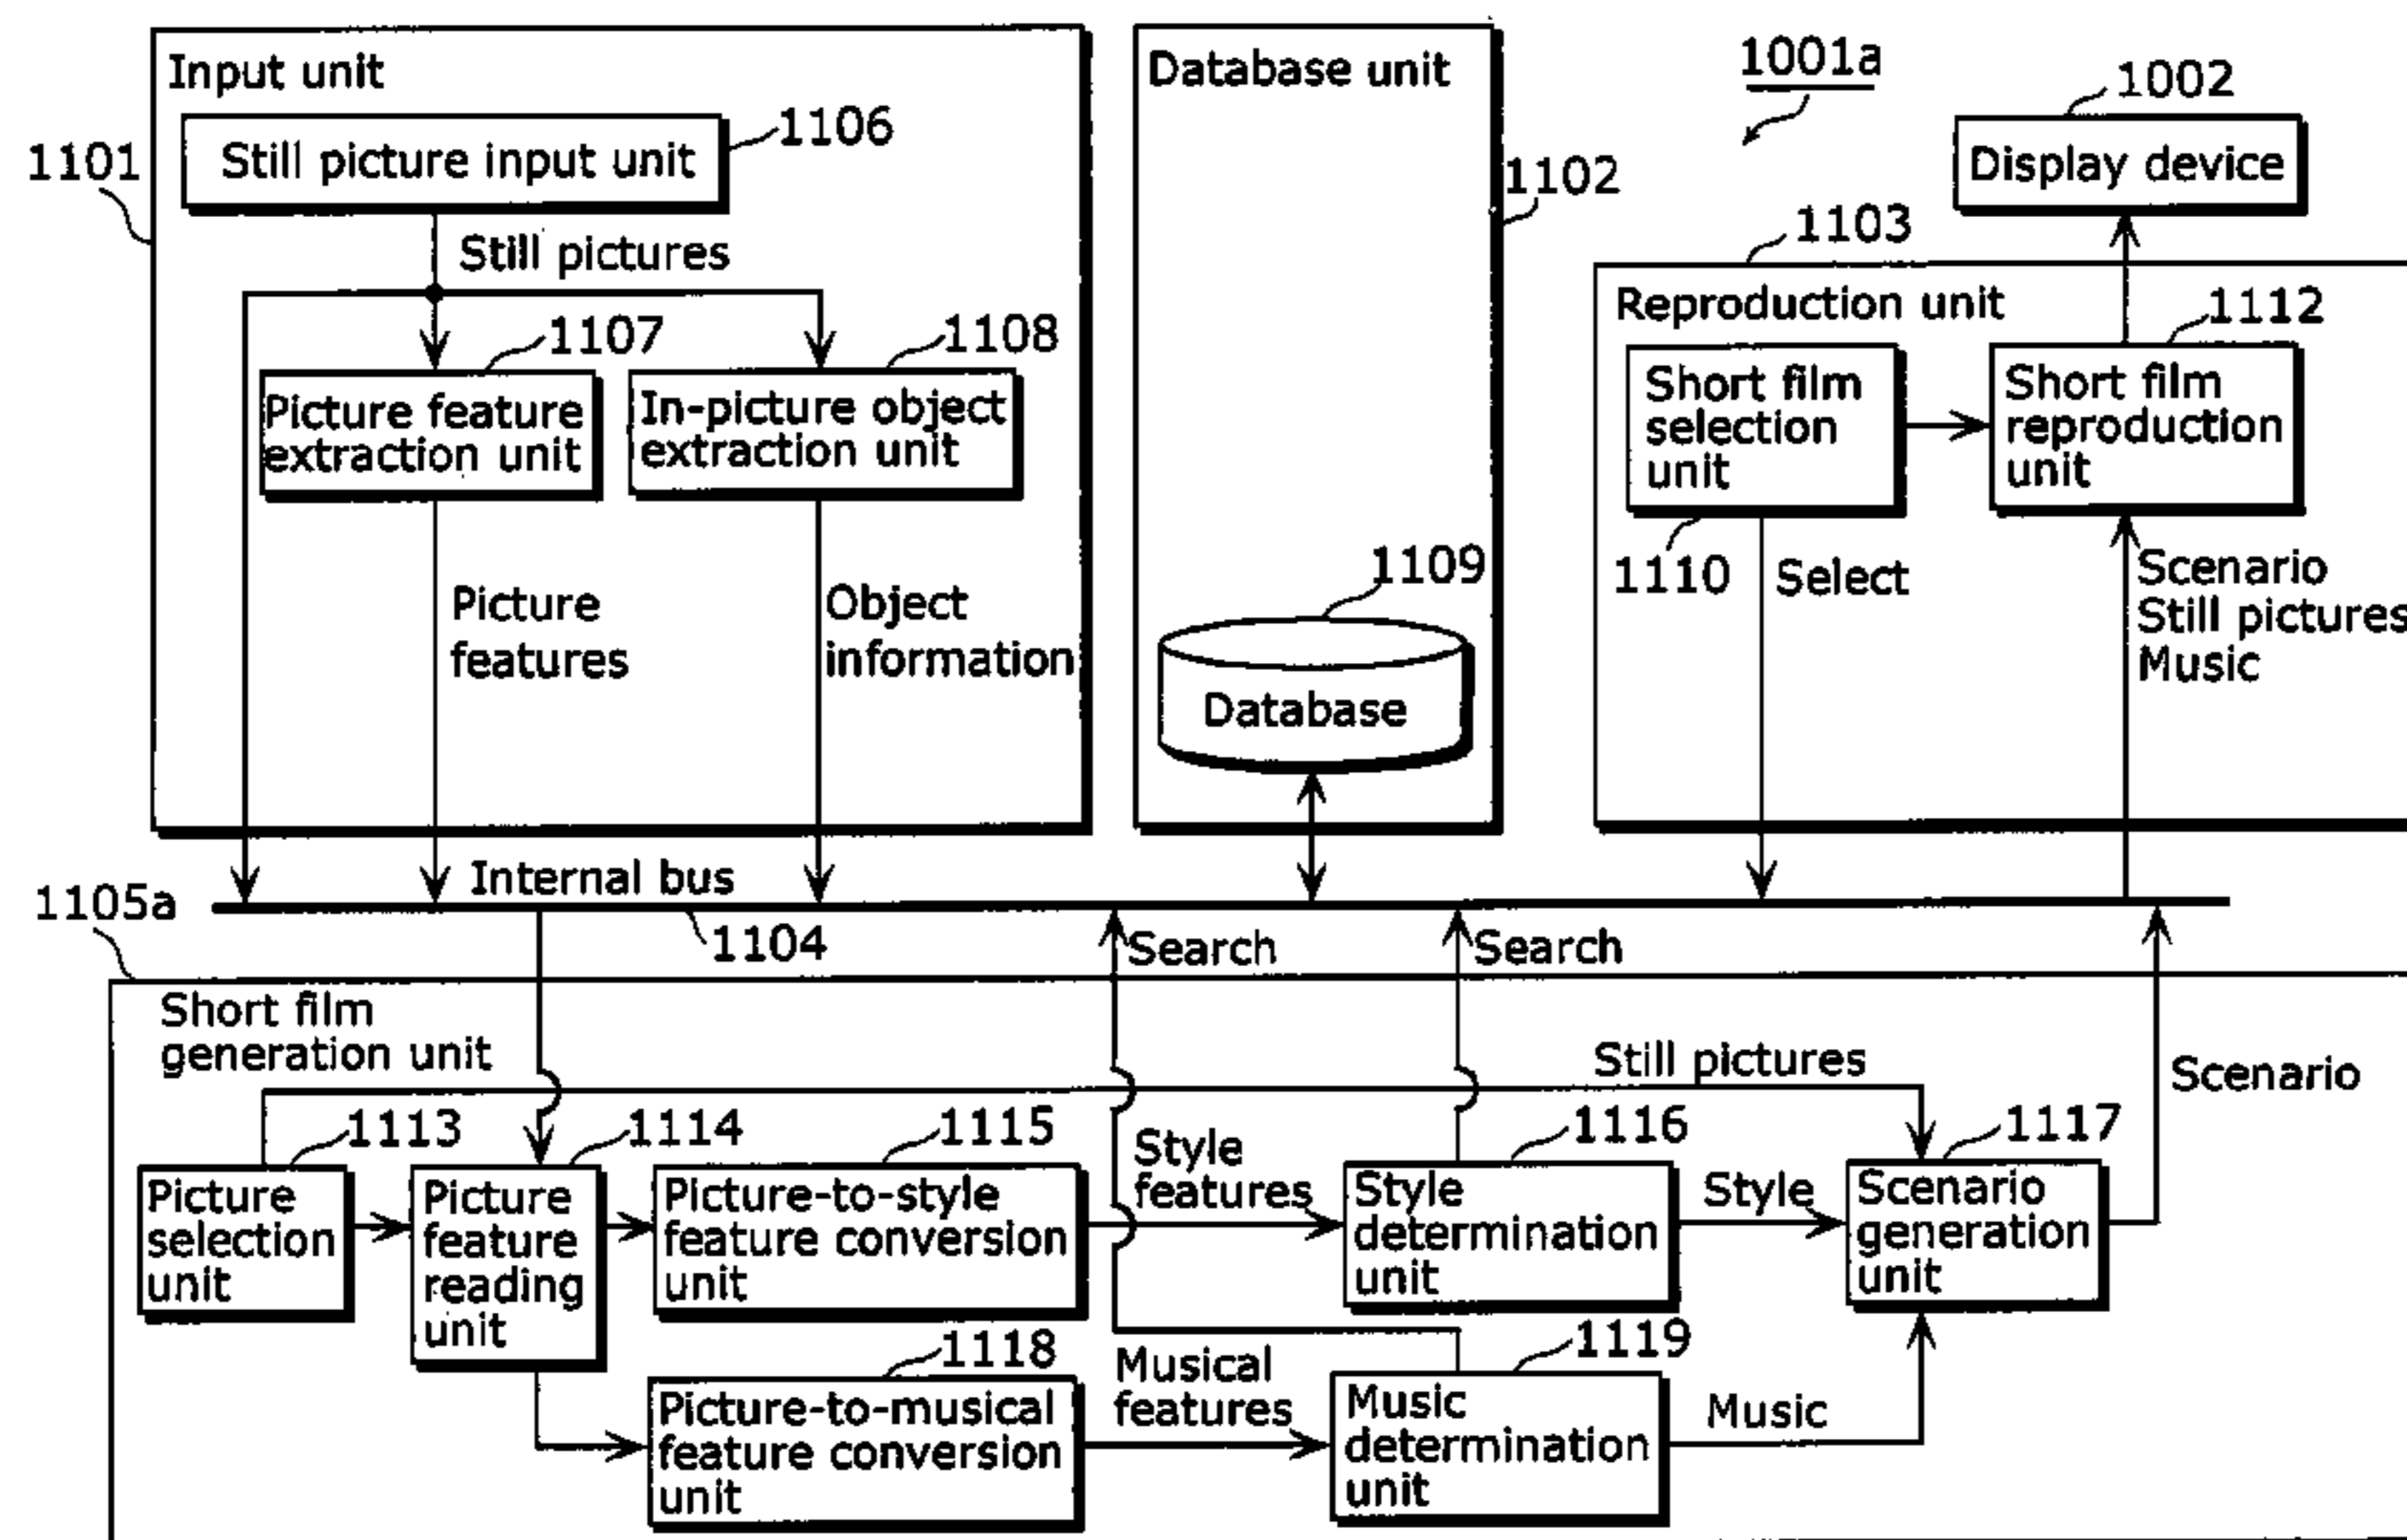 Input unit
1106
Still picture input unit
1101
Still pictures
1107
1108
Picture feature
extraction unit
In-picture object
extraction unit
Picture
features
Object
information
Database unit
1102
1109
Database
1001a
1002
Display device
1103
Reproduction unit
1112
Short film
selection
unit
Short film
reproduction
unit
1110
Select
Scenario
Still pictures
Music
Internal bus
1104
1105a
Search
Search
Short film
generation unit
Still pictures
Scenario
1113
1114
1115
1116
1117
Picture
selection
unit
Picture
feature
reading
unit
Picture-to-style
feature conversion
unit
Style
features
Style
determination
unit
Style
Scenario
generation
unit
1118
1119
Picture-to-musical
feature conversion
unit
Musical
features
Music
determination
unit
Music